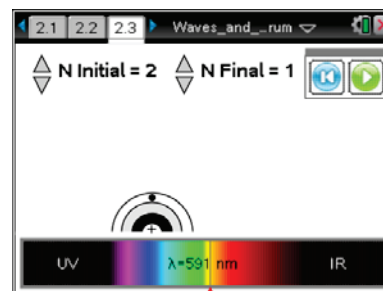 2.1 2.2 2.3 Waves_and_…rum
N Initial = 2 N Final = 1
+
UV λ=591 nm IR